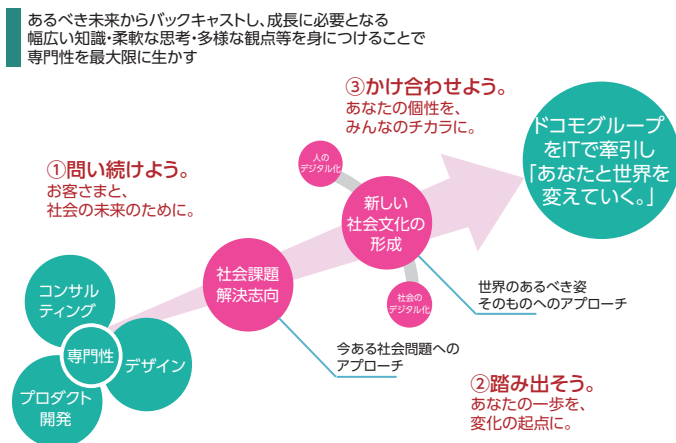 あるべき未来からバックキャストし、成長に必要となる
幅広い知識・柔軟な思考・多様な観点等を身につけることで
専門性を最大限に生かす
③かけ合わせよう。
あなたの個性を、
みんなのチカラに。
ドコモグループ
をITで牽引し
「あなたと世界を
変えていく。」
①問い続けよう。
お客さまと、
社会の未来のために。
人の
デジタル化
新しい
社会文化の
形成
社会課題
解決志向
社会の
デジタル化
世界のあるべき姿
そのものへのアプローチ
コンサル
ティング
専門性
デザイン
プロダクト
開発
今ある社会問題への
アプローチ
②踏み出そう。
あなたの一歩を、
変化の起点に。